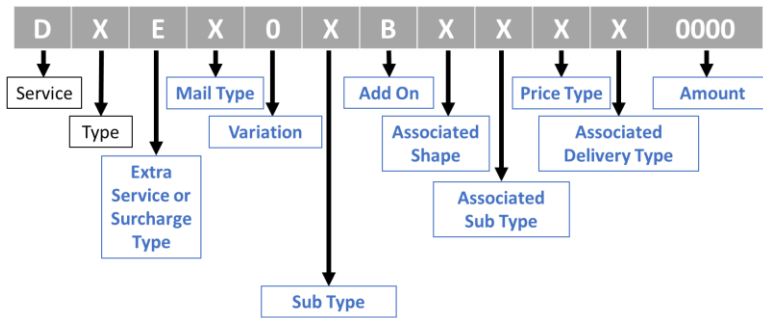 D X E X 0 X B X X X X 0000
Service
Mail Type
Add On
Price Type
Amount
Type
Variation
Associated
Shape
Associated
Delivery Type
Extra
Service or
Surcharge
Type
Associated
Sub Type
Sub Type